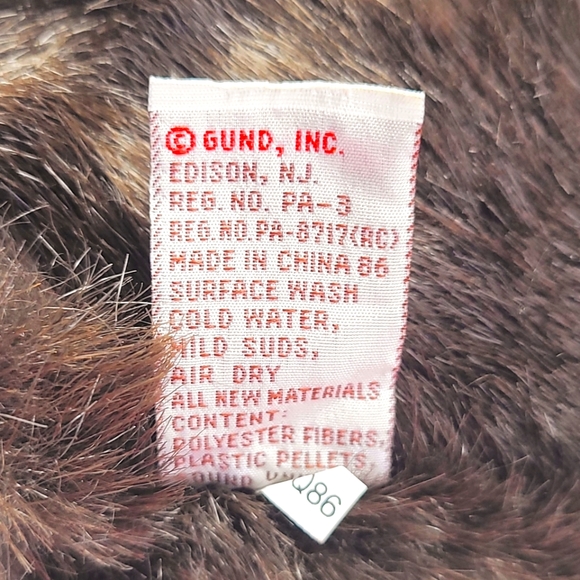 © GUND, INC.
EDISON, N.J.
REG. NO. PA-3
REG. NO. PA-8717(RC)
MADE IN CHINA 86
SURFACE WASH
COLD WATER,
MILD SUDS,
AIR DRY
ALL NEW MATERIALS
CONTENT:
POLYESTER FIBERS,
PLASTIC PELLETS,
Q86